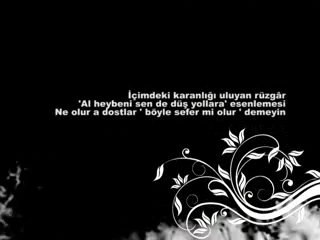 İçimdeki karanlığı uluyan rüzgâr
'Al heybeni sen de düş yollara' esenlemesi
Ne olur a dostlar ' böyle sefer mi olur ' demeyin